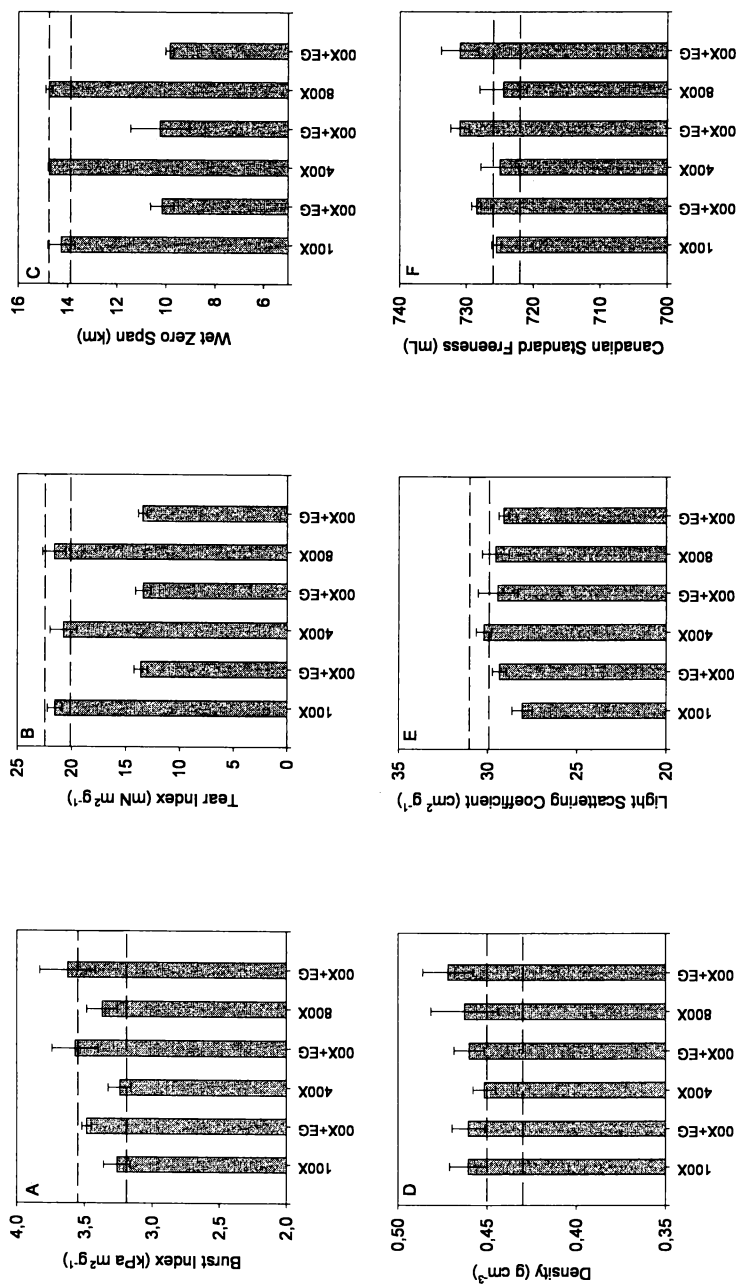 A
Burst Index (kPa m²g⁻¹)
4,0
3,5
3,0
2,5
2,0
100X
00X+EG
400X
00X+EG
800X
00X+EG
B
Tear Index (mN m²g⁻¹)
25
20
15
10
5
0
100X
00X+EG
400X
00X+EG
800X
00X+EG
C
Wet Zero Span (km)
16
14
12
10
8
6
100X
00X+EG
400X
00X+EG
800X
00X+EG
D
Density (g cm⁻³)
0,50
0,45
0,40
0,35
100X
00X+EG
400X
00X+EG
800X
00X+EG
E
Light Scattering Coefficient (cm² g⁻¹)
35
30
25
20
100X
00X+EG
400X
00X+EG
800X
00X+EG
F
Canadian Standard Freeness (mL)
740
730
720
710
700
100X
00X+EG
400X
00X+EG
800X
00X+EG